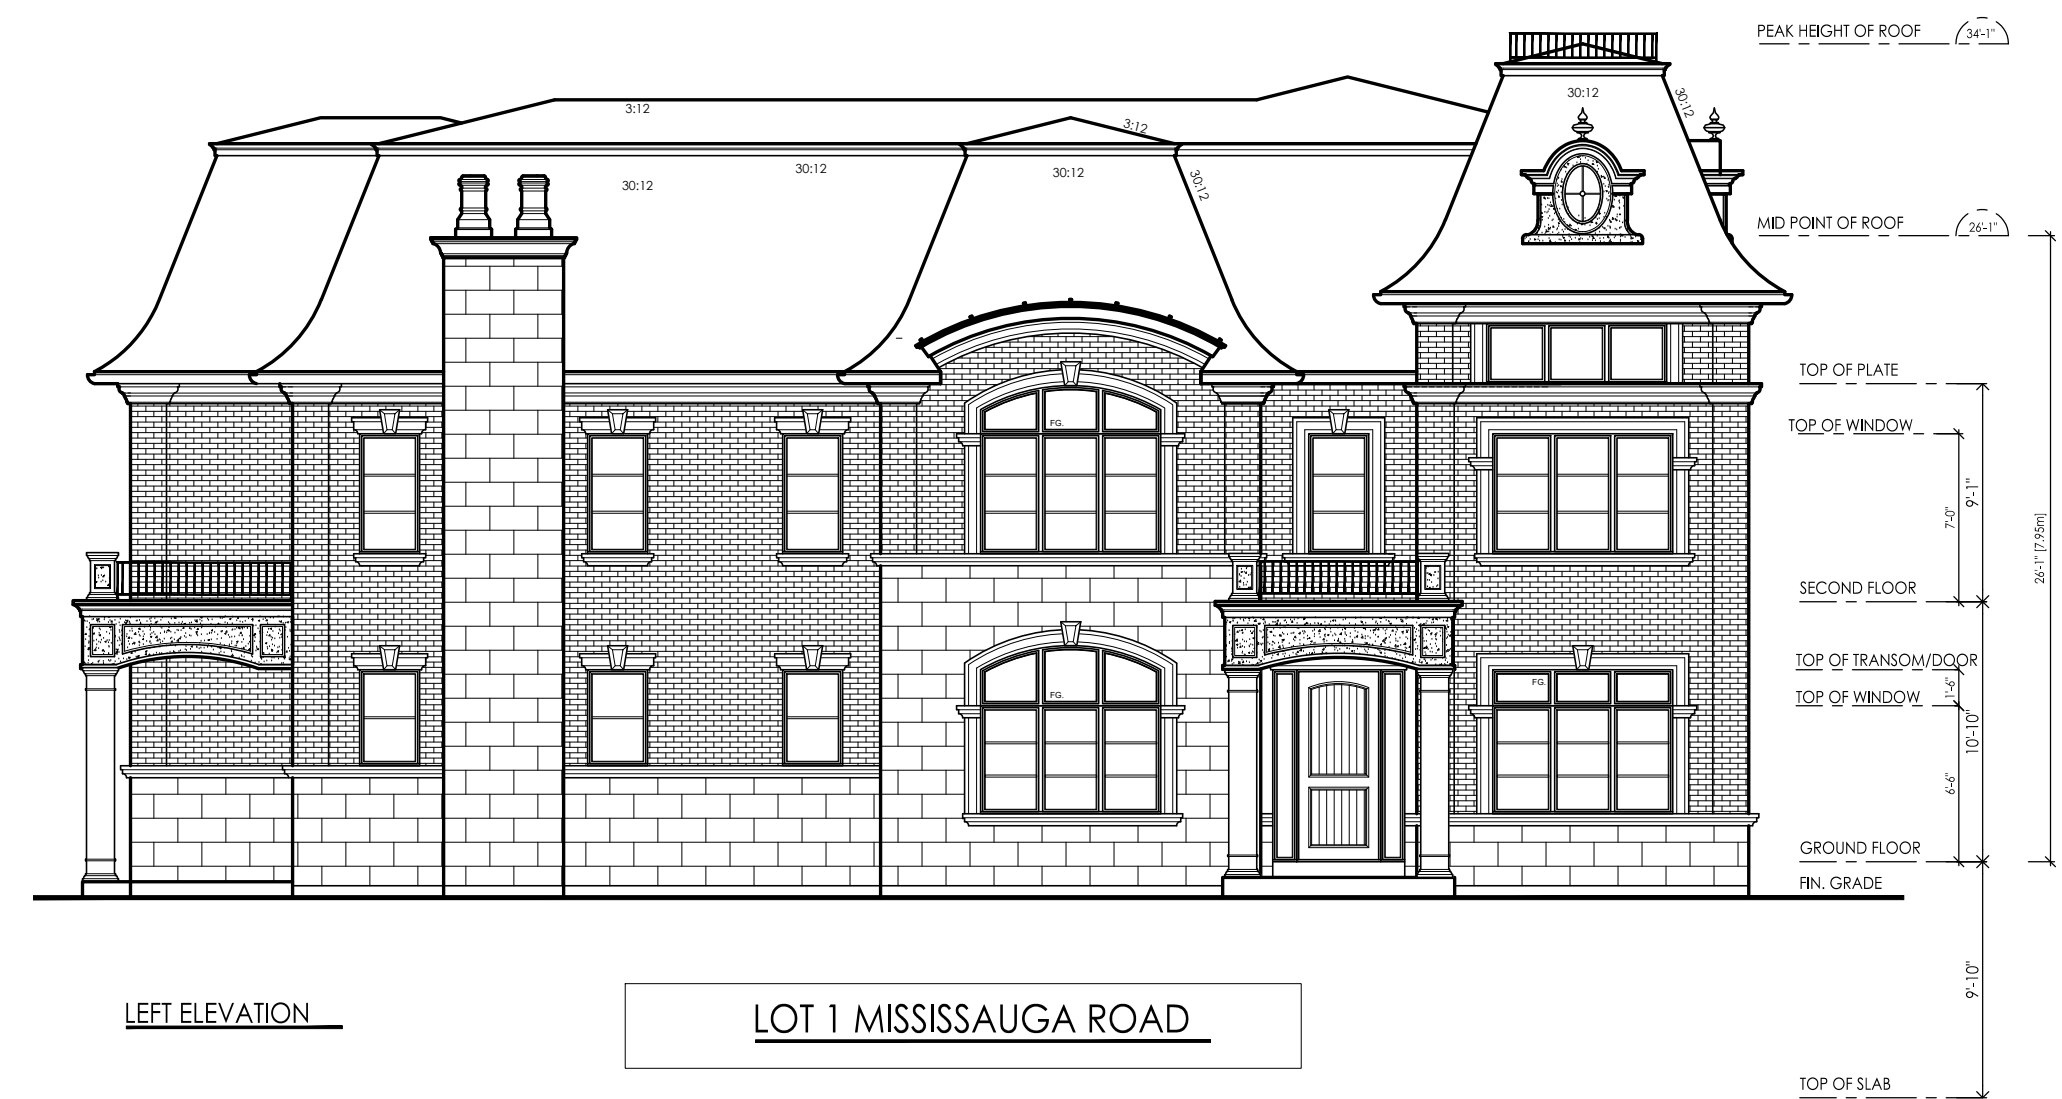 PEAK HEIGHT OF ROOF 34'-1"
3:12
3:12
30:12
30:12
30:12
30:12
30:12
30:12
MID POINT OF ROOF 26'-1"
TOP OF PLATE
FG.
TOP OF WINDOW
9'-1"
7'-0"
26'-1" [7.95m]
SECOND FLOOR
TOP OF TRANSOM/DOOR
FG.
FG.
1'-6"
TOP OF WINDOW
10'-10"
6'-6"
GROUND FLOOR
FIN. GRADE
9'-10"
LEFT ELEVATION
LOT 1 MISSISSAUGA ROAD
TOP OF SLAB